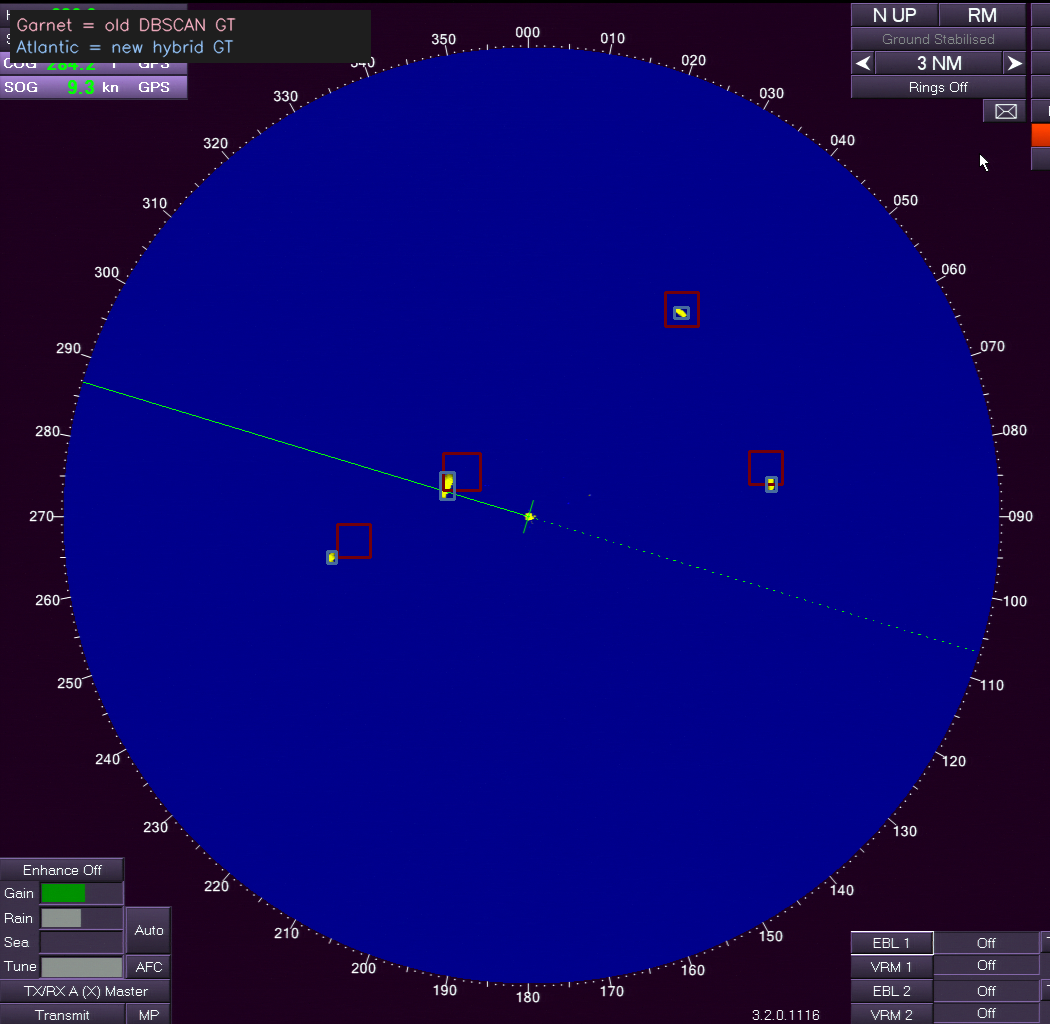 Garnet = old DBSCAN GT
Atlantic = new hybrid GT
COG 284.2 T GPS
SOG 9.3 kn GPS
N UP RM
Ground Stabilised
3 NM
Rings Off
000
010
020
030
040
050
060
070
080
090
100
110
120
130
140
150
160
170
180
190
200
210
220
230
240
250
260
270
280
290
300
310
320
330
340
350
Enhance Off
Gain
Rain
Sea
Tune
Auto
AFC
TX/RX A (X) Master
Transmit MP
EBL 1 Off
VRM 1 Off
EBL 2 Off
VRM 2 Off
3.2.0.1116